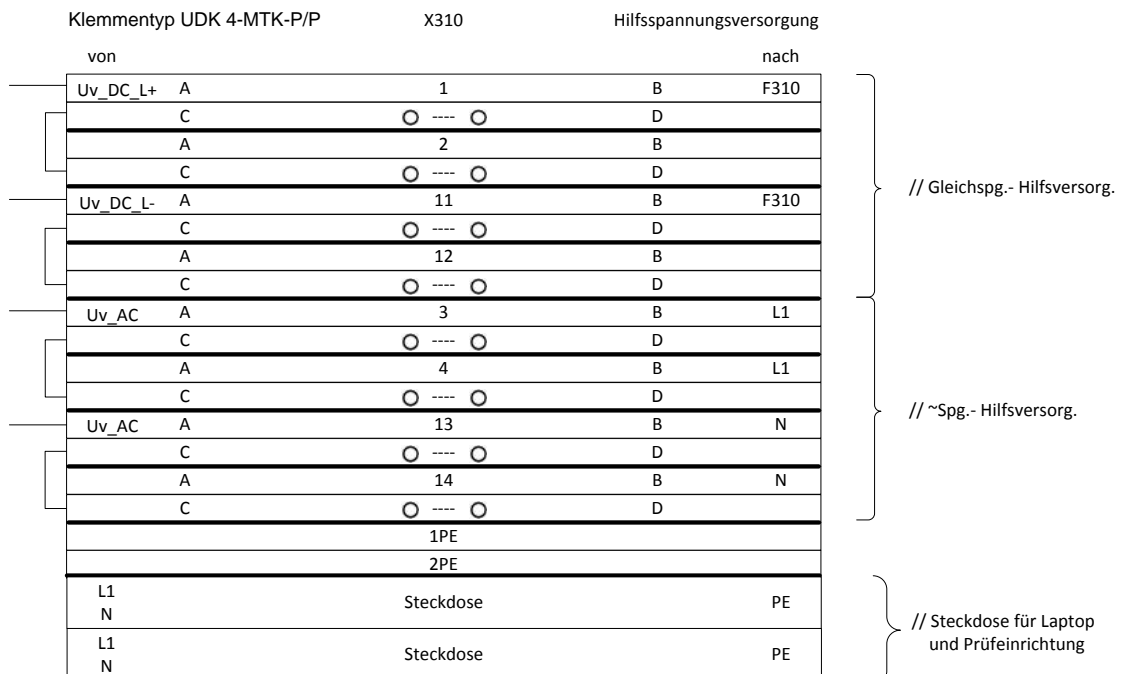 Klemmentyp UDK 4-MTK-P/P X310 Hilfsspannungsversorgung
von nach
Uv_DC_L+ A 1 B F310
C ---- D
A 2 B
C ---- D
Uv_DC_L- A 11 B F310
C ---- D
A 12 B
C ---- D
// Gleichspg.- Hilfsversorg.
Uv_AC A 3 B L1
C ---- D
A 4 B L1
C ---- D
Uv_AC A 13 B N
C ---- D
A 14 B N
C ---- D
// ~Spg.- Hilfsversorg.
1PE
2PE
L1
N Steckdose PE
L1
N Steckdose PE
// Steckdose für Laptop
und Prüfeinrichtung